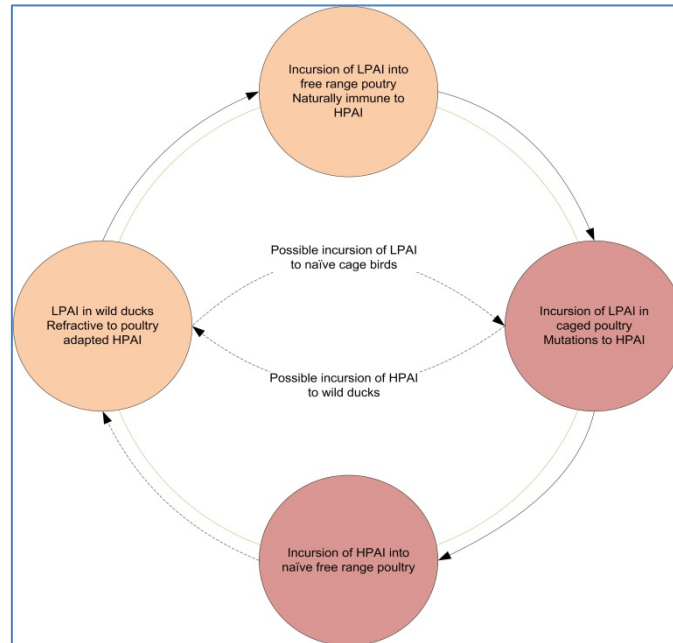 Incursion of LPAI into
free range poutry
Naturally immune to
HPAI
Possible incursion of LPAI
to naïve cage birds
LPAI in wild ducks
Refractive to poultry
adapted HPAI
Incursion of LPAI in
caged poultry
Mutations to HPAI
Possible incursion of HPAI
to wild ducks
Incursion of HPAI into
naïve free range poultry